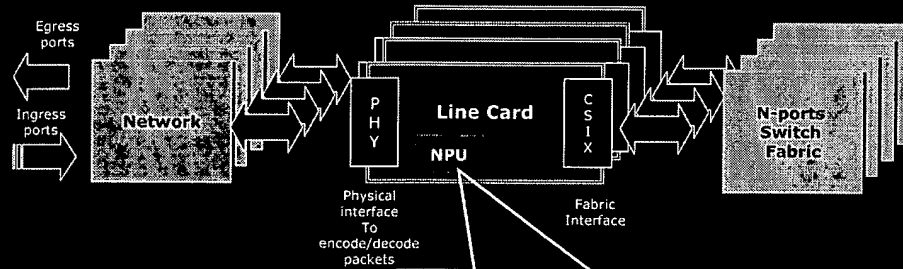 Egress
ports
Ingress
ports
Network
P
H
Y
Line Card
NPU
C
S
I
X
N-ports
Switch
Fabric
Physical
interface
To
encode/decode
packets
Fabric
Interface